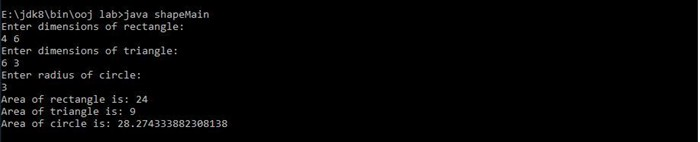 E:\jdk8\bin\ooj lab>java shapeMain
Enter dimensions of rectangle:
4 6
Enter dimensions of triangle:
6 3
Enter radius of circle:
3
Area of rectangle is: 24
Area of triangle is: 9
Area of circle is: 28.274333882308138